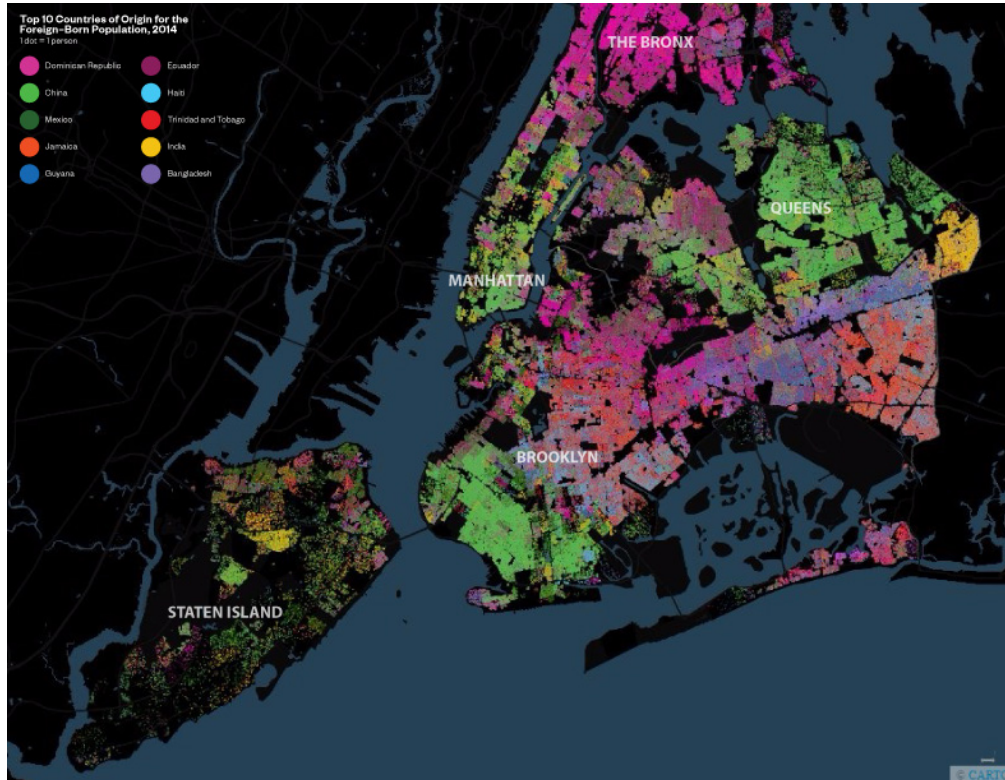 Top 10 Countries of Origin for the
Foreign-Born Population, 2014
1 dot = 1 person
Dominican Republic
China
Mexico
Jamaica
Guyana
Ecuador
Haiti
Trinidad and Tobago
India
Bangladesh
THE BRONX
QUEENS
MANHATTAN
BROOKLYN
STATEN ISLAND